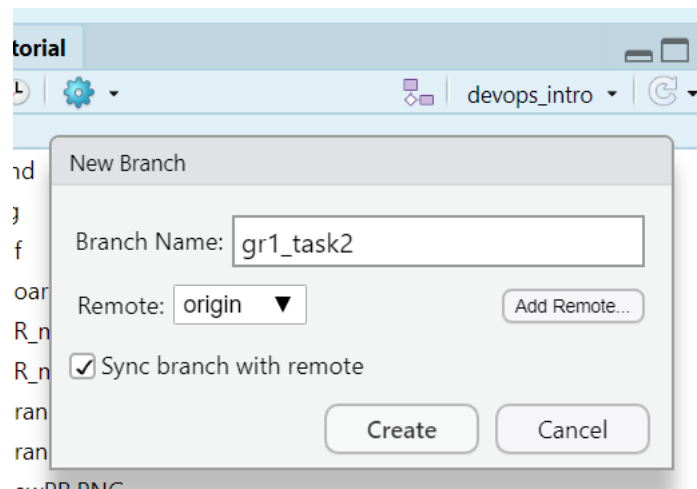 torial
devops_intro
New Branch
Branch Name: gr1_task2
Remote: origin Add Remote...
Sync branch with remote
Create Cancel